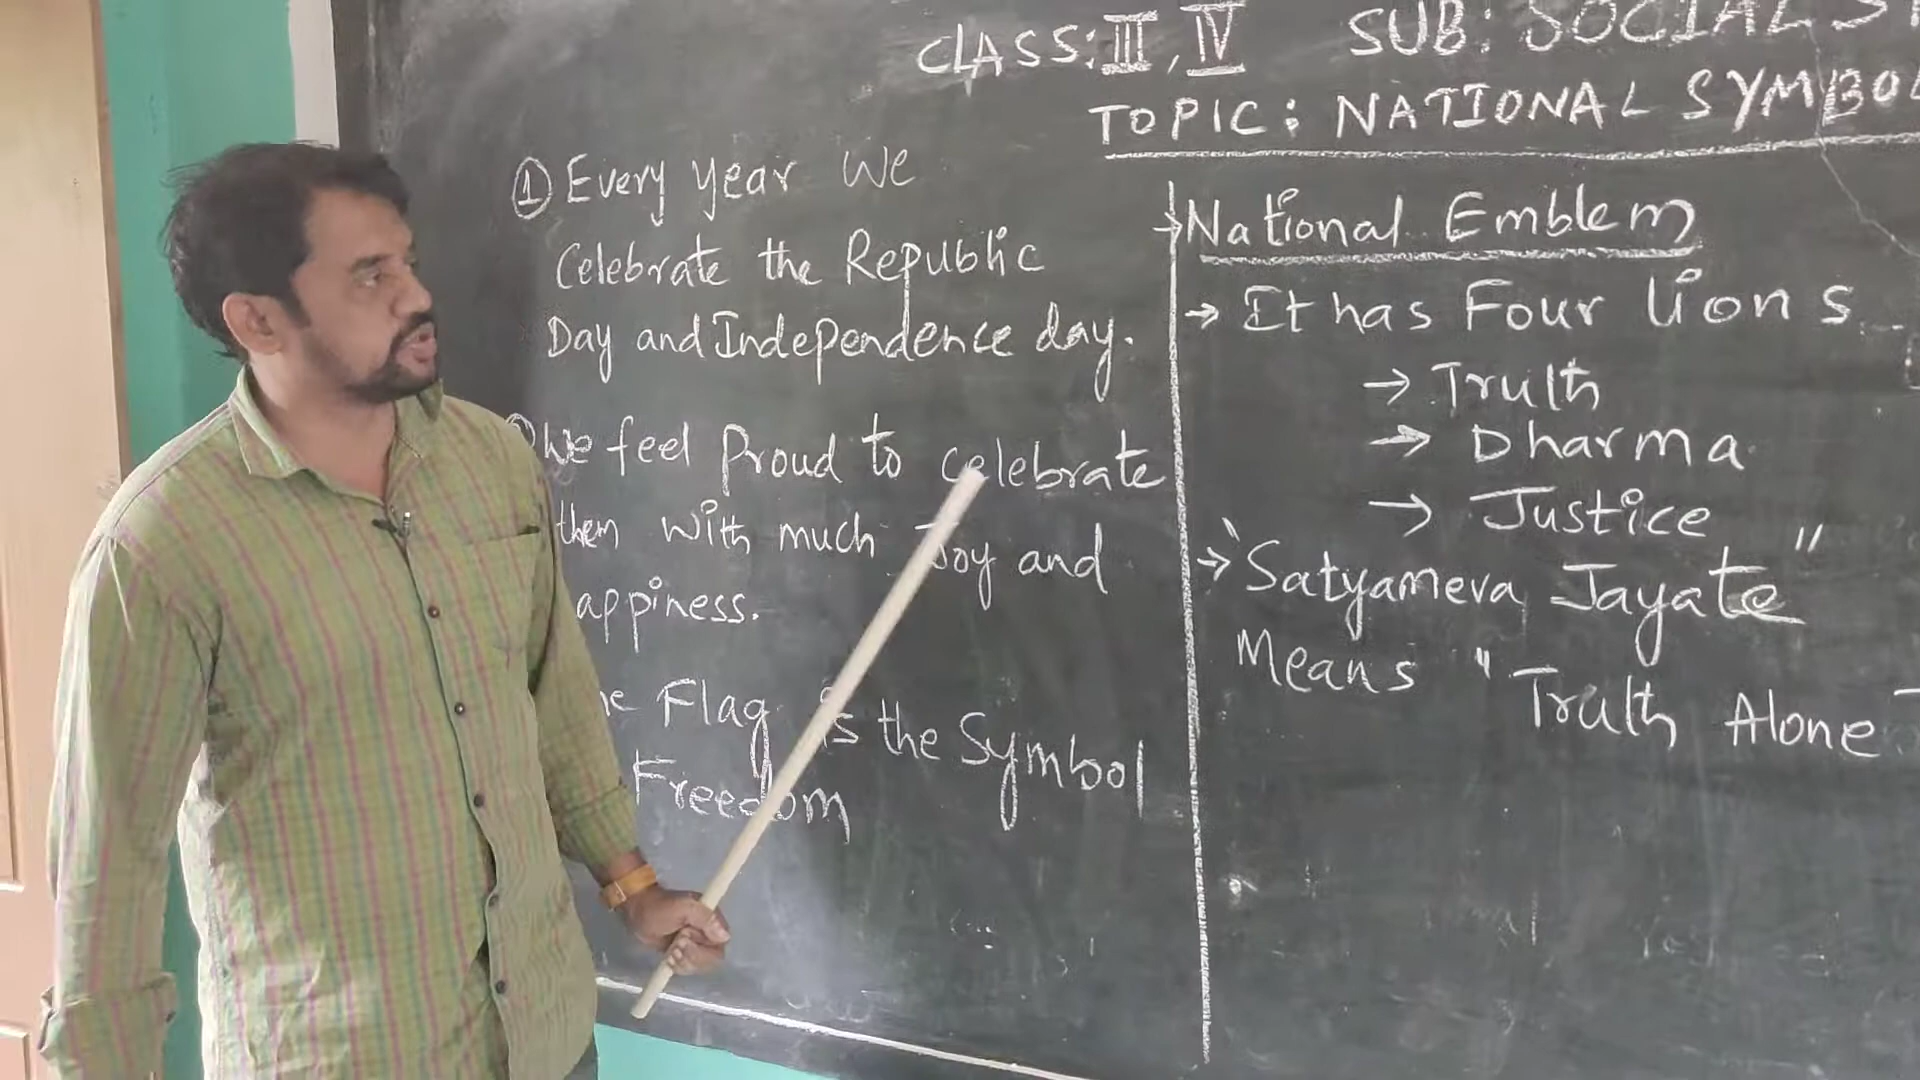 CLASS: III, IV SUB: SOCIAL
TOPIC: NATIONAL SYMBOL
① Every year We
Celebrate the Republic
Day and Independence day.
We feel Proud to celebrate
them with much Joy and
appiness.
Flag is the Symbol
Freedom
→ National Emblem
→ It has Four lions
→ Truth
→ Dharma
→ Justice
→ "Satyameva Jayate"
Means "Truth Alone